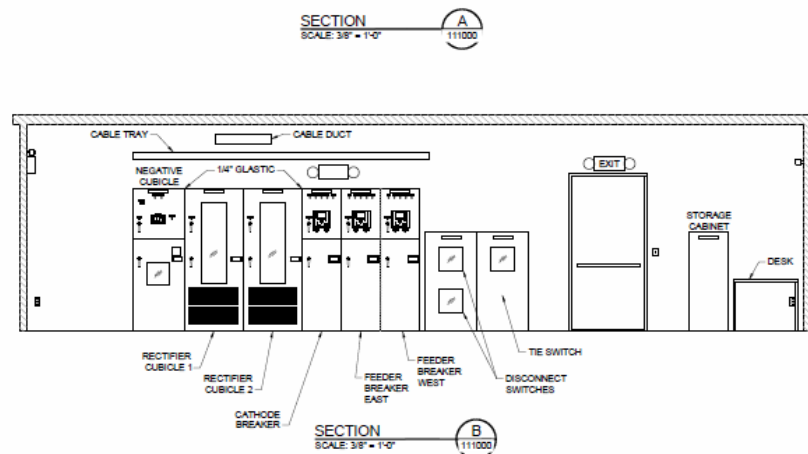 SECTION
SCALE: 3/8" = 1'-0"
A
111000
CABLE TRAY
CABLE DUCT
NEGATIVE
CUBICLE
1/4" GLASTIC
EXIT
STORAGE
CABINET
DESK
RECTIFIER
CUBICLE 1
RECTIFIER
CUBICLE 2
CATHODE
BREAKER
FEEDER
BREAKER
EAST
FEEDER
BREAKER
WEST
TIE SWITCH
DISCONNECT
SWITCHES
SECTION
SCALE: 3/8" = 1'-0"
B
111000